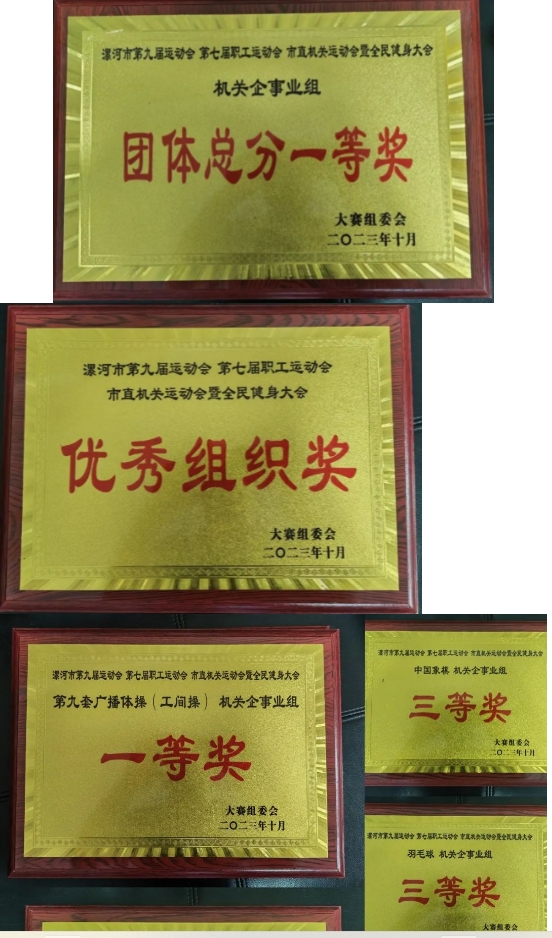 漯河市第九届运动会 第七届职工运动会 市直机关运动会暨全民健身大会
机关企事业组
团体总分一等奖
大赛组委会
二〇二三年十月
漯河市第九届运动会 第七届职工运动会
市直机关运动会暨全民健身大会
优秀组织奖
大赛组委会
二〇二三年十月
漯河市第九届运动会 第七届职工运动会 市直机关运动会暨全民健身大会
第九套广播体操（工间操） 机关企事业组
一等奖
大赛组委会
二〇二三年十月
漯河市第九届运动会 第七届职工运动会 市直机关运动会暨全民健身大会
中国象棋 机关企事业组
三等奖
大赛组委会
二〇二三年十月
漯河市第九届运动会 第七届职工运动会 市直机关运动会暨全民健身大会
羽毛球 机关企事业组
三等奖
大赛组委会